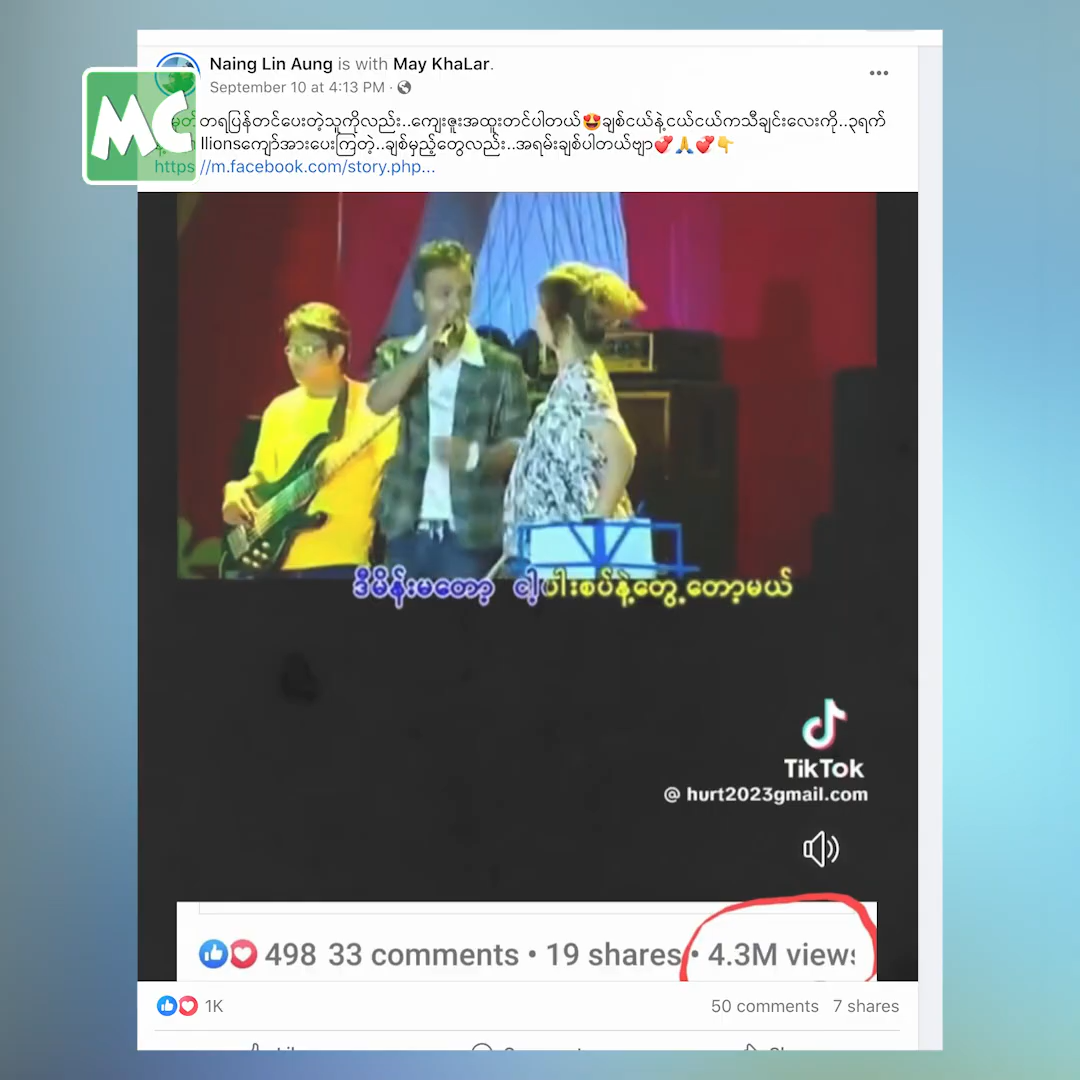 Naing Lin Aung is with May KhaLar.
September 10 at 4:13 PM
MC
တရပြန်တင်ပေးတဲ့သူကိုလည်း..ကျေးဇူးအထူးတင်ပါတယ်😍ချစ်ငယ်နဲ့ငယ်ငယ်ကသီချင်းလေးကို..၃ရက်
llionsကျော်အားပေးကြတဲ့..ချစ်မှည့်တွေလည်း..အရမ်းချစ်ပါတယ်ဗျာ💕🙏💕👇
https //m.facebook.com/story.php...
ဒီမိန်းမတော့ ငါ့ပါးစပ်နဲ့တွေ့တော့မယ်
TikTok
@ hurt2023gmail.com
498 33 comments • 19 shares • 4.3M views
1K 50 comments 7 shares